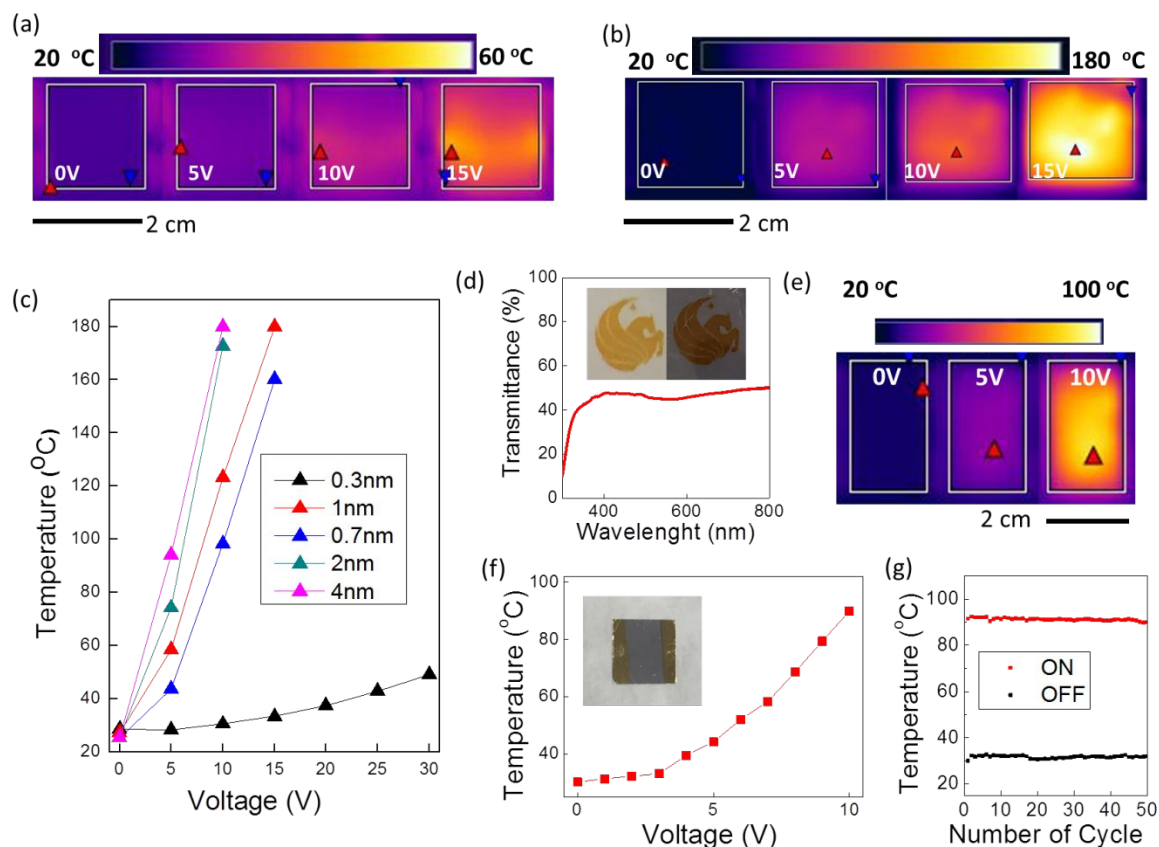 (a)
20 °C 60 °C
0V 5V 10V 15V
2 cm
(b)
20 °C 180 °C
0V 5V 10V 15V
2 cm
(c)
180
160
140
120
100
80
60
40
20
Temperature (°C)
0 5 10 15 20 25 30
Voltage (V)
0.3nm
1nm
0.7nm
2nm
4nm
(d)
100
80
60
40
20
0
Transmittance (%)
400 600 800
Wavelenght (nm)
(e)
20 °C 100 °C
0V 5V 10V
2 cm
(f)
100
80
60
40
Temperature (°C)
0 5 10
Voltage (V)
(g)
100
80
60
40
20
Temperature (°C)
ON
OFF
0 10 20 30 40 50
Number of Cycle